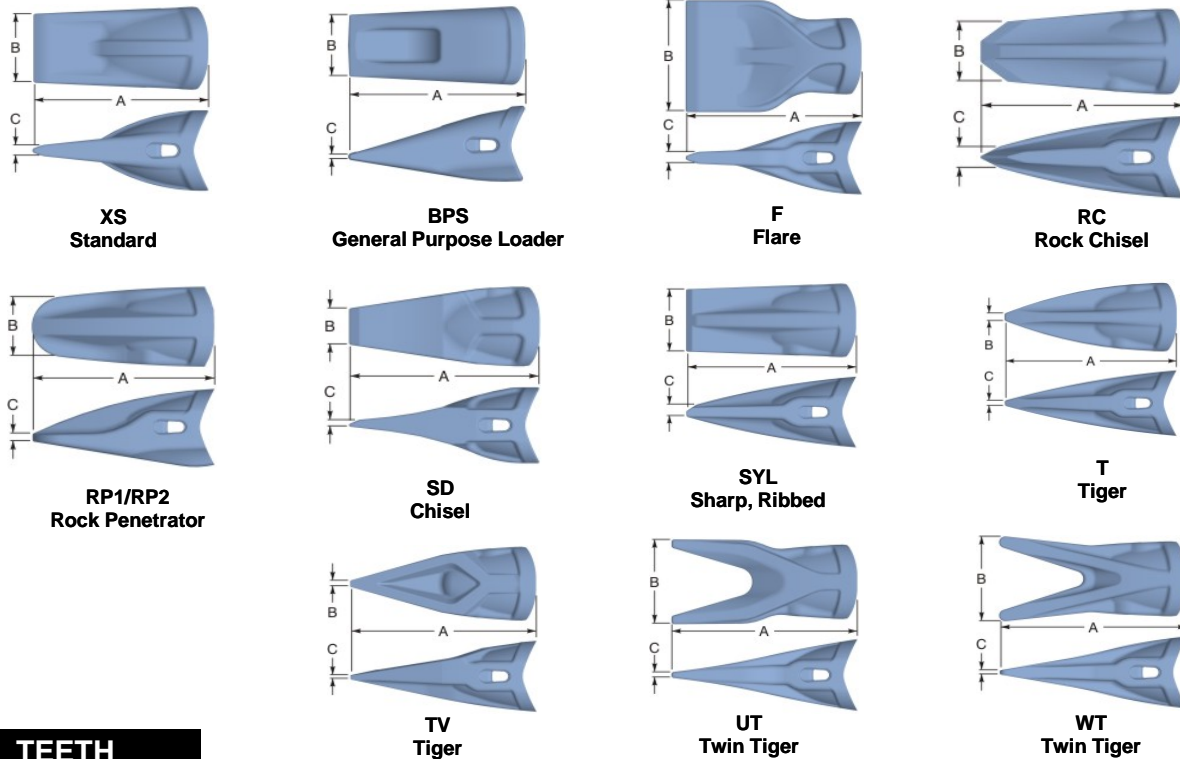 B
A
C
XS
Standard
B
A
C
BPS
General Purpose Loader
B
A
C
F
Flare
B
A
C
RC
Rock Chisel
B
A
C
RP1/RP2
Rock Penetrator
B
A
C
SD
Chisel
B
A
C
SYL
Sharp, Ribbed
B
A
C
T
Tiger
B
A
C
TV
Tiger
B
A
C
UT
Twin Tiger
B
A
C
WT
Twin Tiger
TEETH